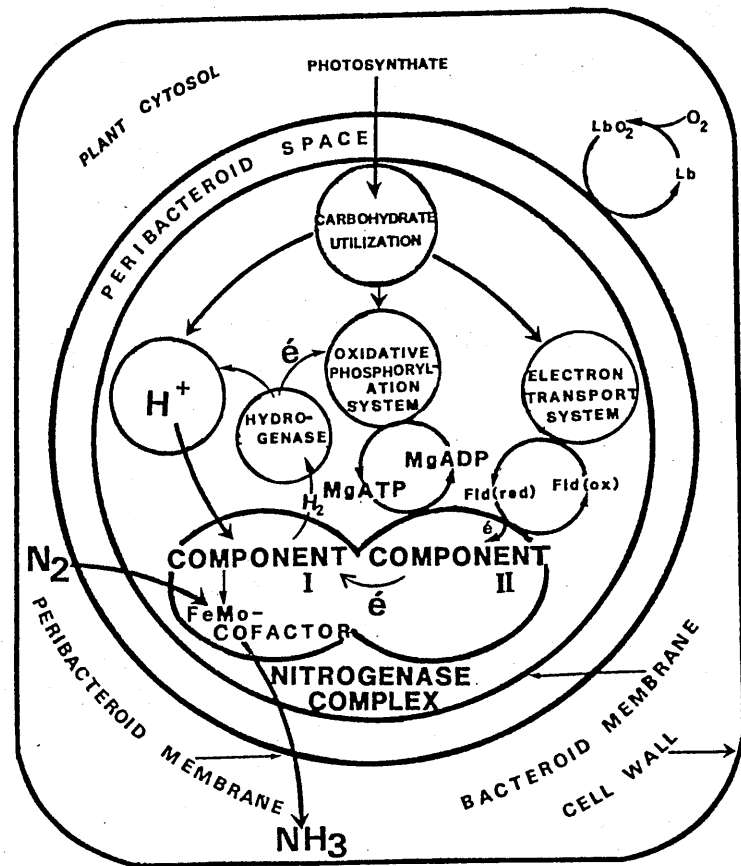 PHOTOSYNTHATE
PLANT CYTOSOL
PERIBACTEROID SPACE
LbO2
O2
Lb
CARBOHYDRATE
UTILIZATION
H+
é
HYDRO-
GENASE
OXIDATIVE
PHOSPHORYL-
ATION
SYSTEM
ELECTRON
TRANSPORT
SYSTEM
MgADP
MgATP
Fld(red)
Fld(ox)
H2
é
N2
COMPONENT
I
COMPONENT
II
é
FeMo-
COFACTOR
NITROGENASE
COMPLEX
PERIBACTEROID MEMBRANE
BACTEROID MEMBRANE
CELL WALL
NH3